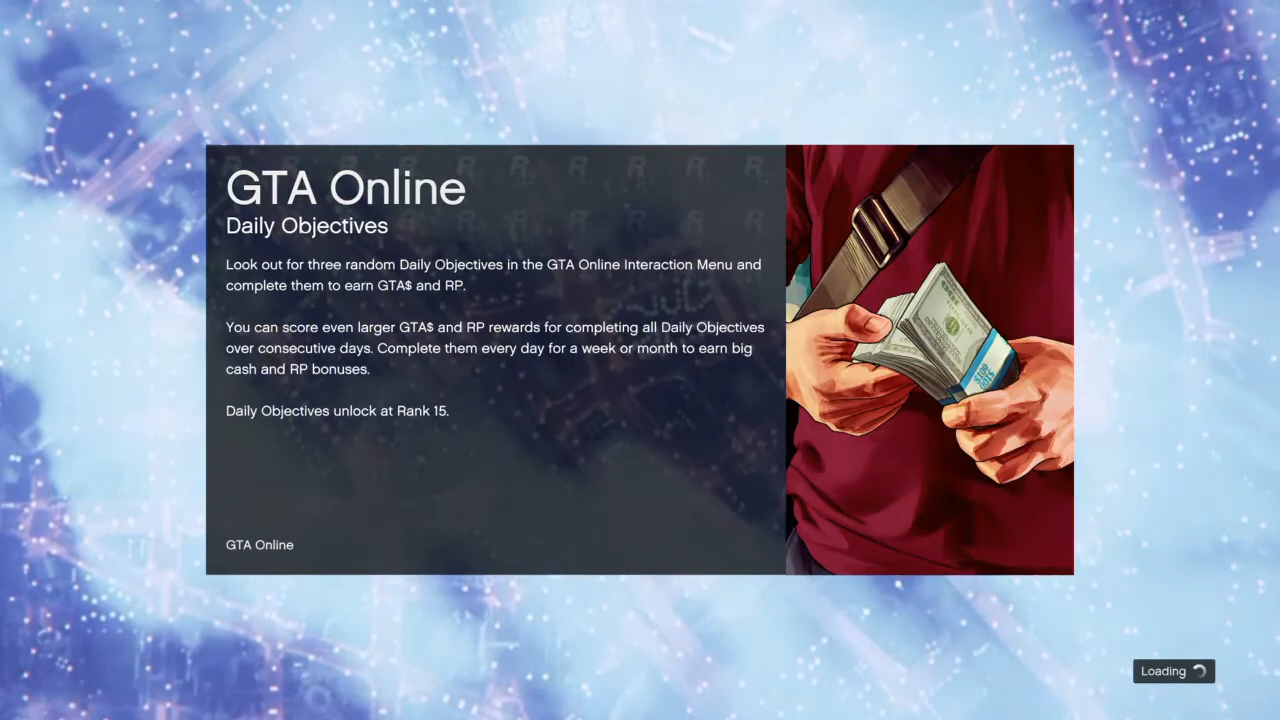 GTA Online
Daily Objectives
Look out for three random Daily Objectives in the GTA Online Interaction Menu and
complete them to earn GTA$ and RP.
You can score even larger GTA$ and RP rewards for completing all Daily Objectives
over consecutive days. Complete them every day for a week or month to earn big
cash and RP bonuses.
Daily Objectives unlock at Rank 15.
GTA Online
Loading